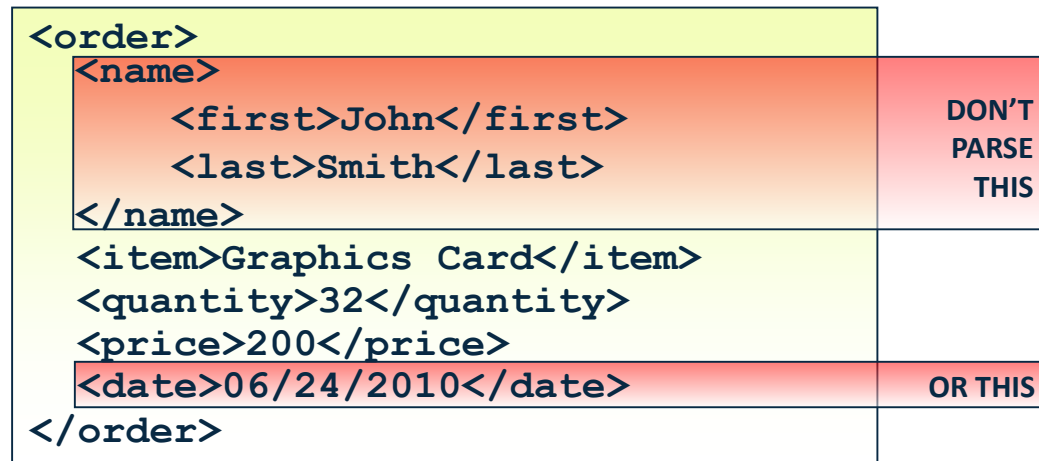 <order>
<name>
<first>John</first>
<last>Smith</last>
</name>
<item>Graphics Card</item>
<quantity>32</quantity>
<price>200</price>
<date>06/24/2010</date>
</order>
DON'T
PARSE
THIS
OR THIS